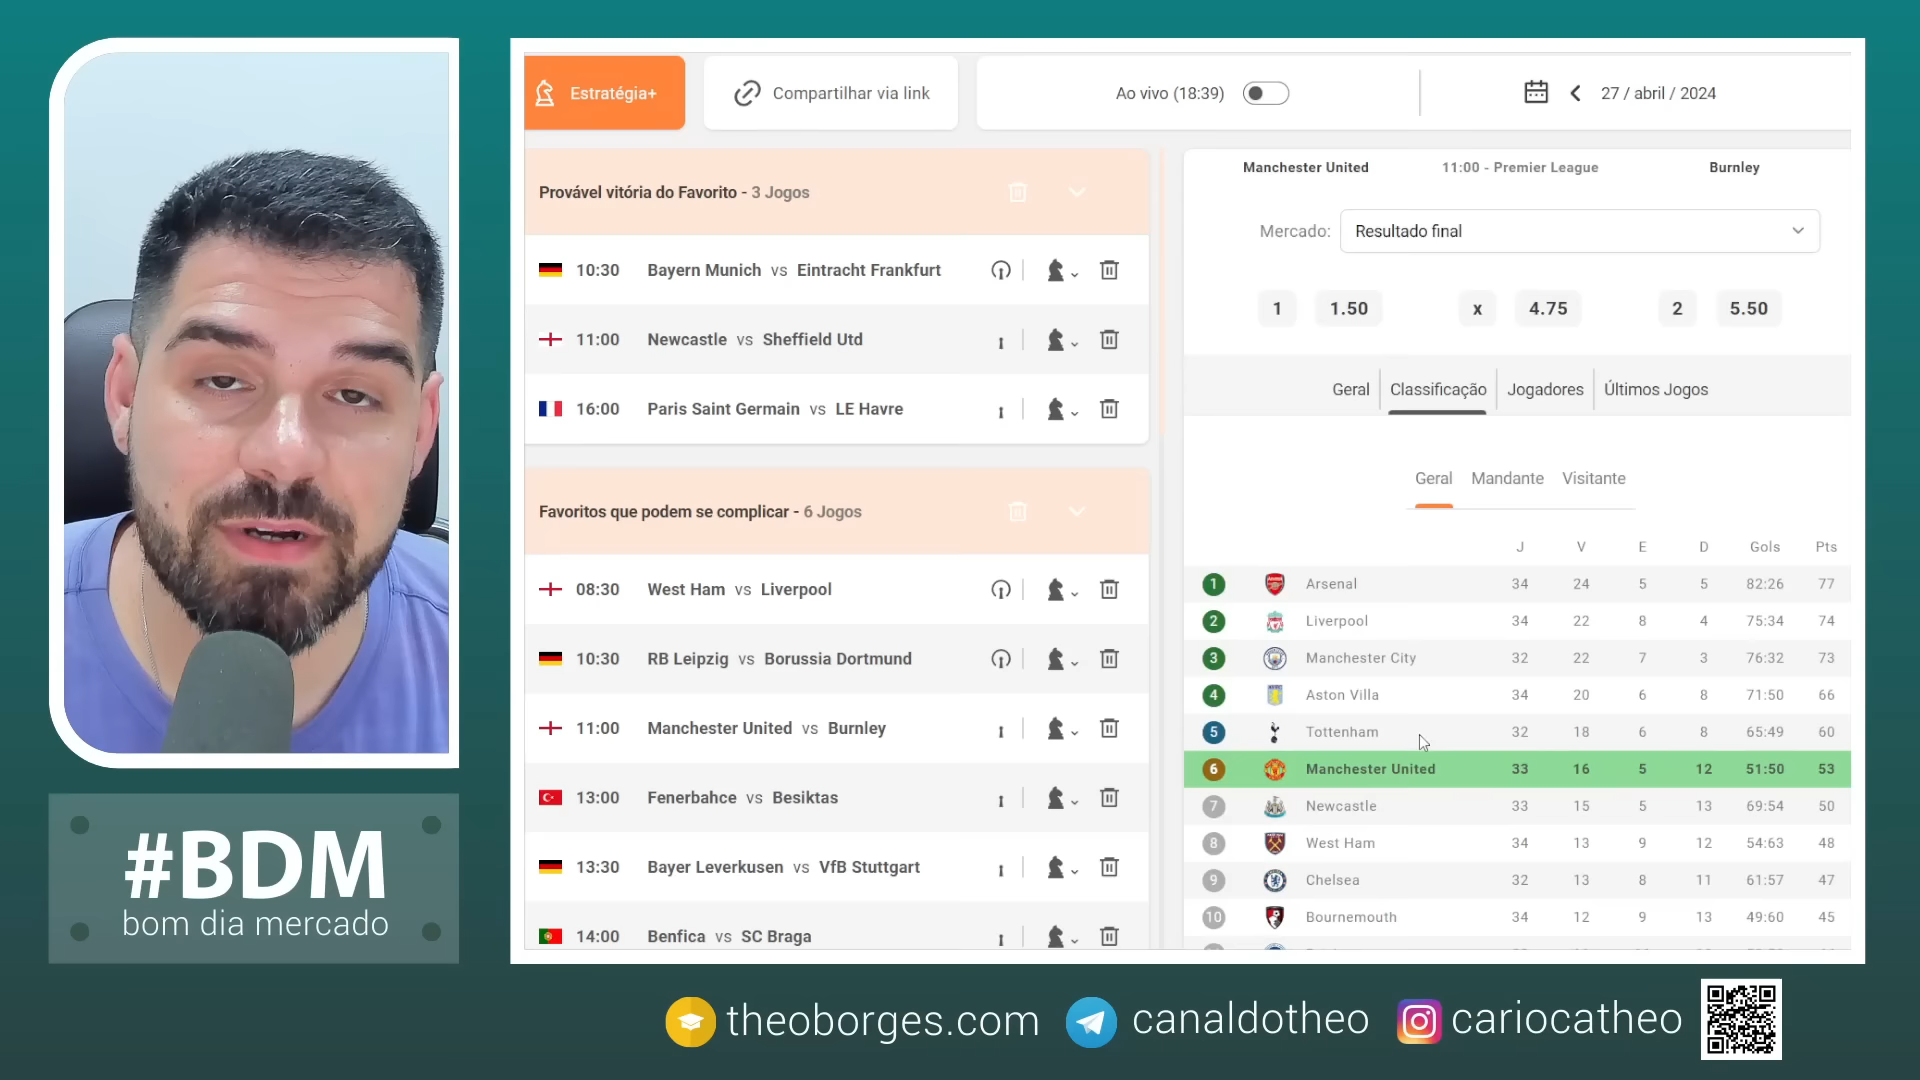 Estratégia+
Compartilhar via link
Ao vivo (18:39)
27 / abril / 2024
Provável vitória do Favorito - 3 Jogos
10:30 Bayern Munich vs Eintracht Frankfurt
11:00 Newcastle vs Sheffield Utd
16:00 Paris Saint Germain vs LE Havre
Favoritos que podem se complicar - 6 Jogos
08:30 West Ham vs Liverpool
10:30 RB Leipzig vs Borussia Dortmund
11:00 Manchester United vs Burnley
13:00 Fenerbahce vs Besiktas
13:30 Bayer Leverkusen vs VfB Stuttgart
14:00 Benfica vs SC Braga
Manchester United 11:00 - Premier League Burnley
Mercado: Resultado final
1 1.50 x 4.75 2 5.50
Geral Classificação Jogadores Últimos Jogos
Geral Mandante Visitante
J V E D Gols Pts
1 Arsenal 34 24 5 5 82:26 77
2 Liverpool 34 22 8 4 75:34 74
3 Manchester City 32 22 7 3 76:32 73
4 Aston Villa 34 20 6 8 71:50 66
5 Tottenham 32 18 6 8 65:49 60
6 Manchester United 33 16 5 12 51:50 53
7 Newcastle 33 15 5 13 69:54 50
8 West Ham 34 13 9 12 54:63 48
9 Chelsea 32 13 8 11 61:57 47
10 Bournemouth 34 12 9 13 49:60 45
#BDM
bom dia mercado
theoborges.com
canaldotheo
cariocatheo